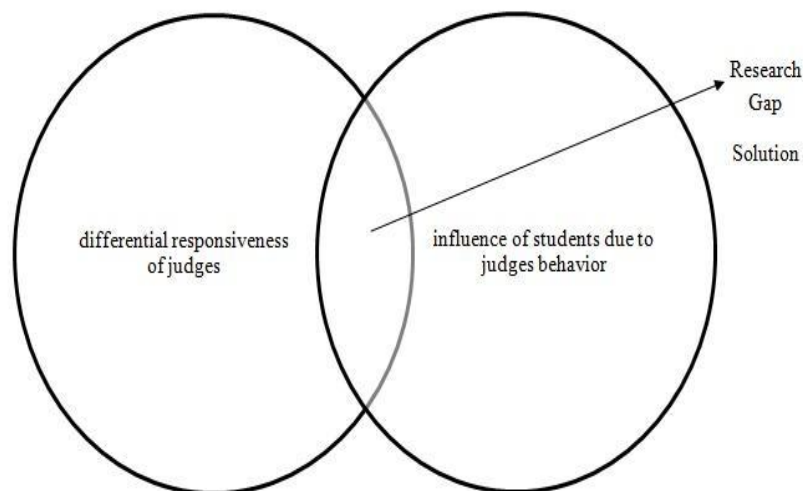 differential responsiveness
of judges
influence of students due to
judges behavior
Research
Gap
Solution